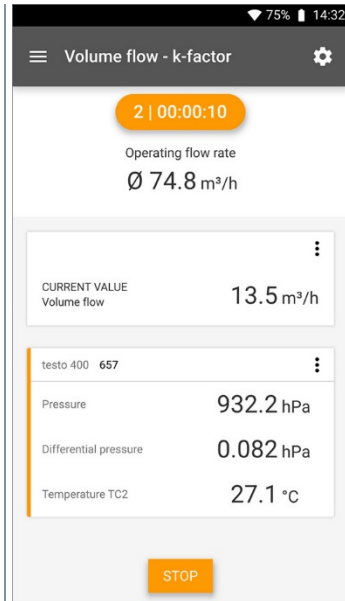 75% 14:32
Volume flow - k-factor
2 | 00:00:10
Operating flow rate
Ø 74.8 m³/h
CURRENT VALUE
Volume flow 13.5 m³/h
testo 400 657
Pressure 932.2 hPa
Differential pressure 0.082 hPa
Temperature TC2 27.1 °C
STOP